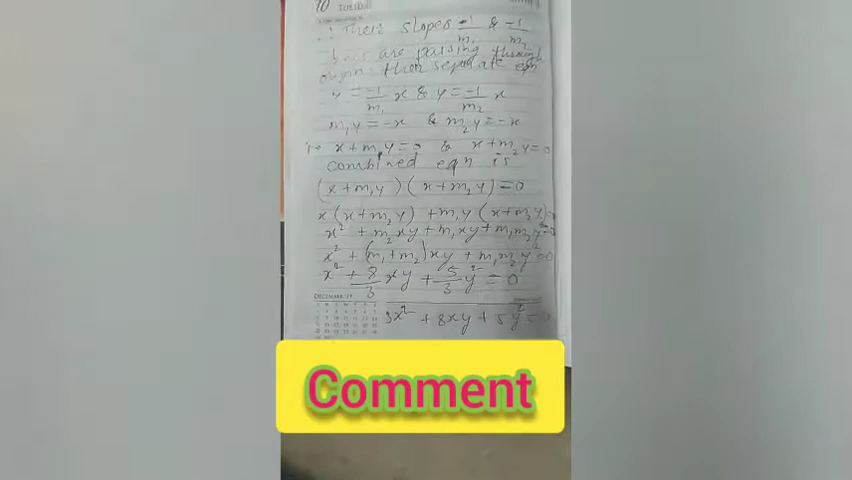 10 TUESDAY
∴ Their slopes -1/m₁ & -1/m₂
lines are passing through
origin. their separate eqn
y = -1/m₁ x & y = -1/m₂ x
m₁y = -x & m₂y = -x
i.e x + m₁y = 0 & x + m₂y = 0
combined eqn is
(x + m₁y) (x + m₂y) = 0
x(x + m₂y) + m₁y (x + m₂y) =
x² + m₂xy + m₁xy + m₁m₂y² = 0
x² + (m₁ + m₂)xy + m₁m₂y² = 0
x² + 8/3 xy + 5/3 y² = 0
DECEMBER
3x² + 8xy + 5y² = 0
Comment